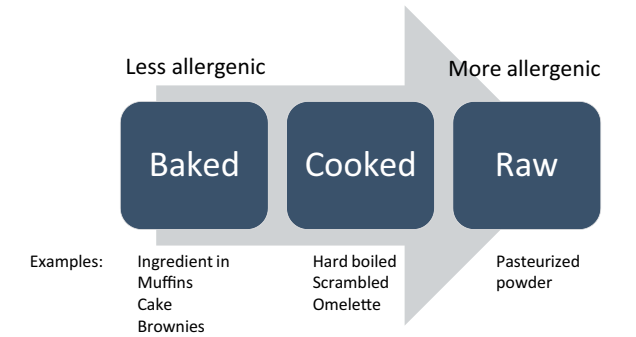 Less allergenic
More allergenic
Baked
Cooked
Raw
Examples:
Ingredient in
Muffins
Cake
Brownies
Hard boiled
Scrambled
Omelette
Pasteurized
powder